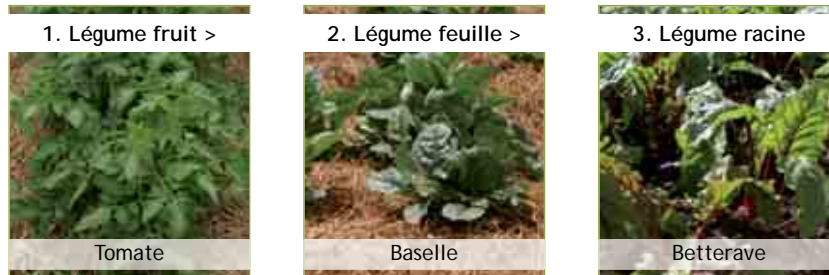 1. Légume fruit >
2. Légume feuille >
3. Légume racine
Tomate
Baselle
Betterave